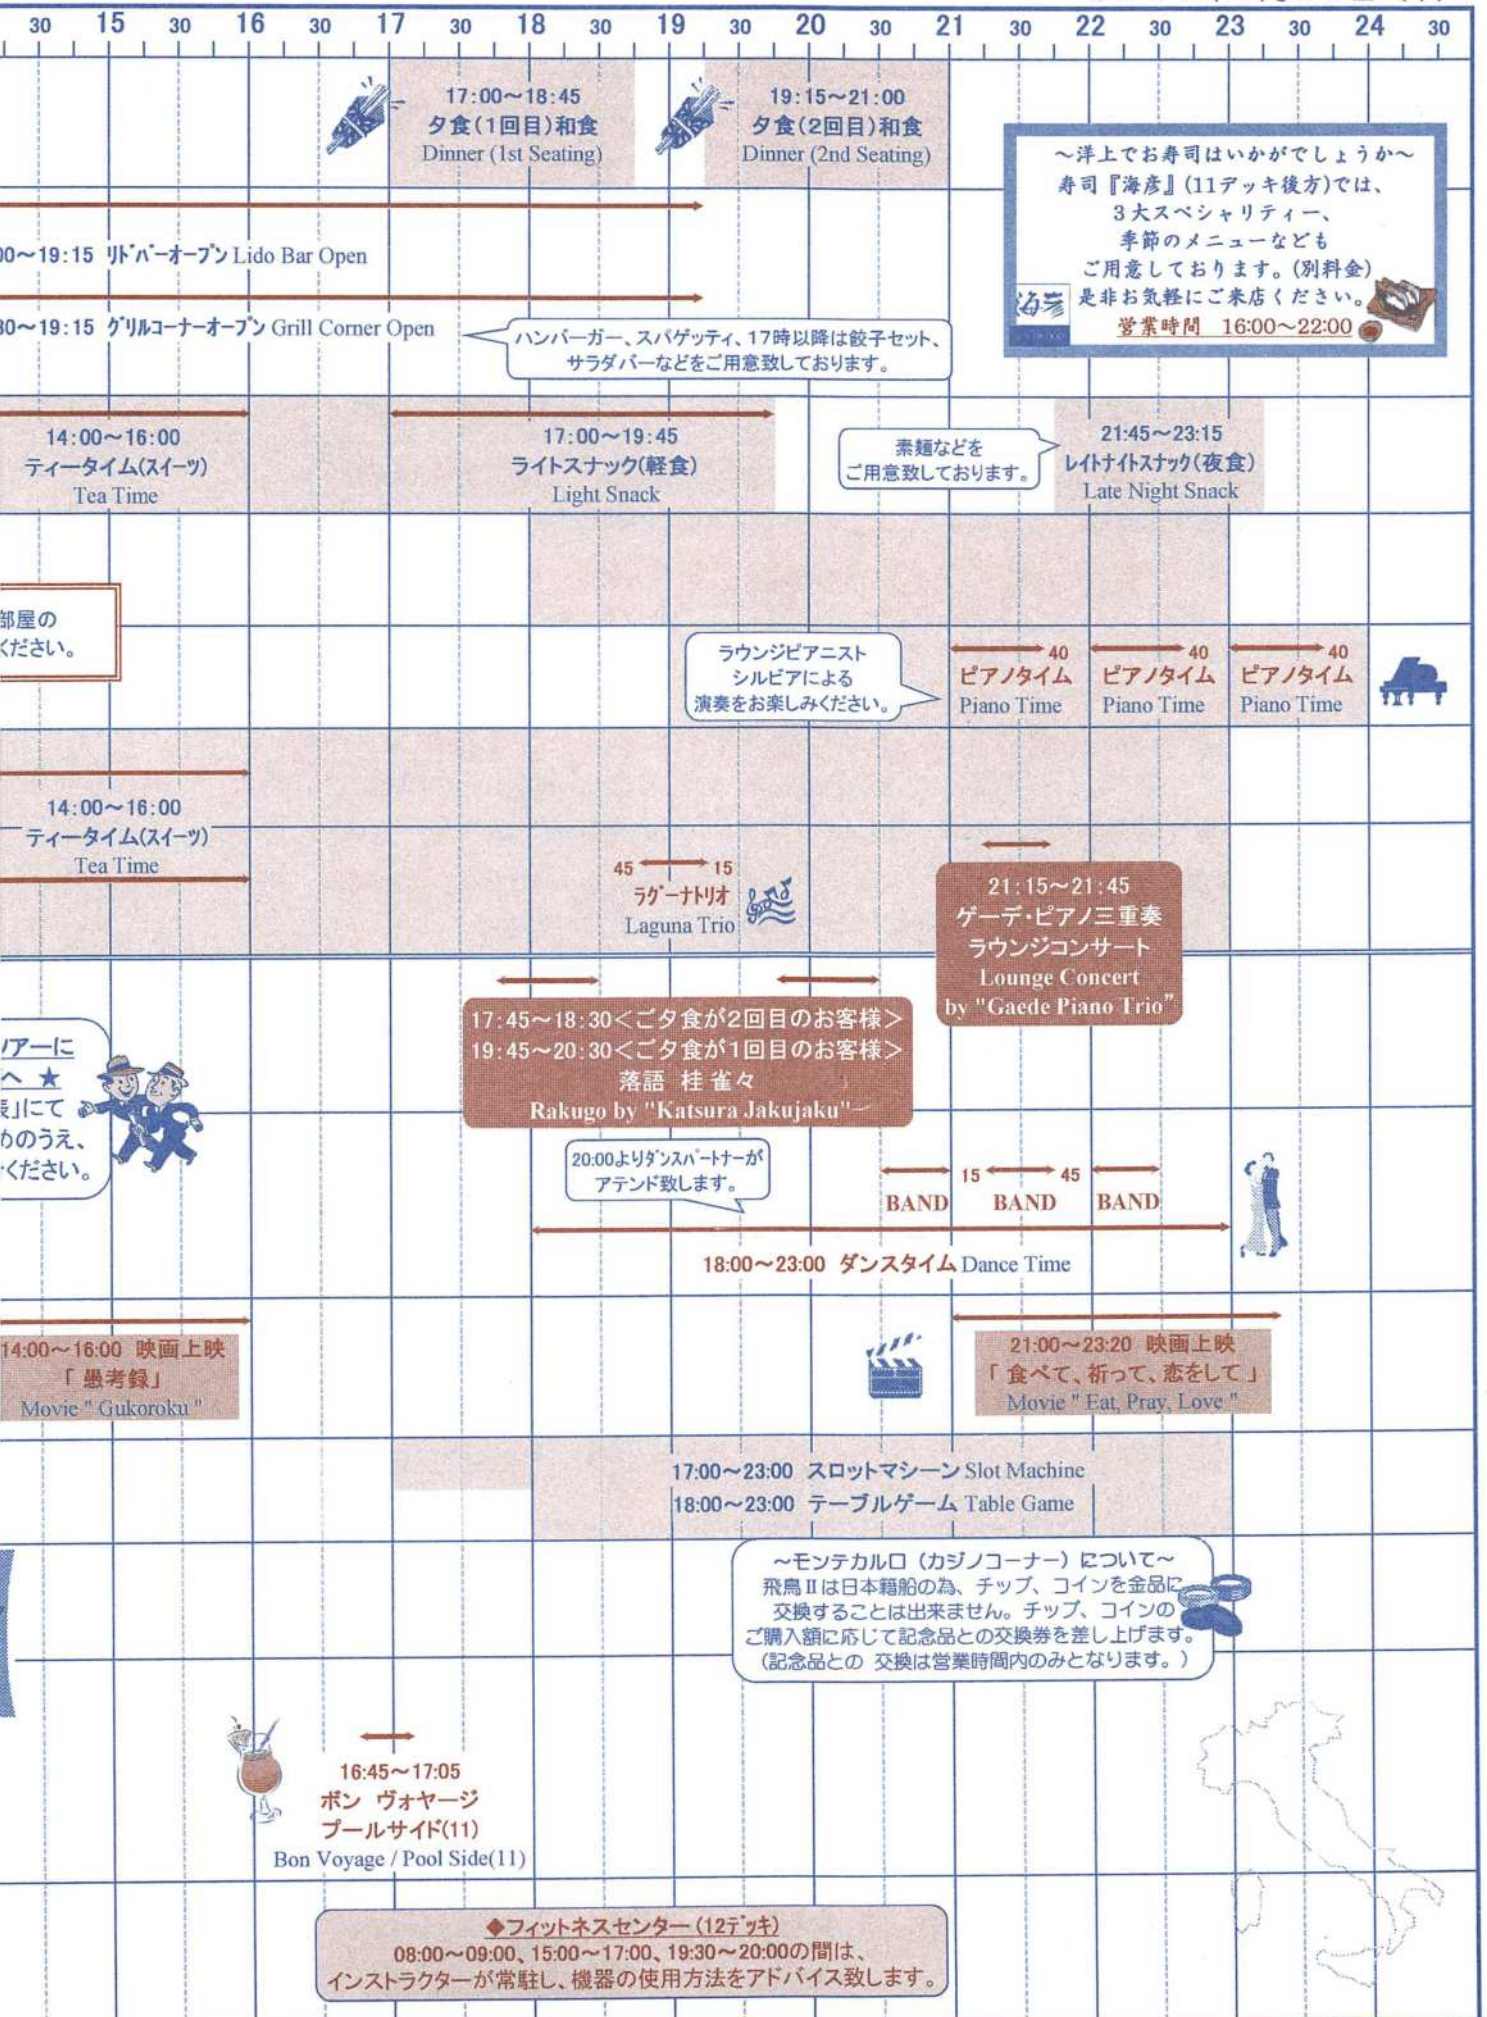 30 15 30 16 30 17 30 18 30 19 30 20 30 21 30 22 30 23 30 24 30
17:00～18:45
夕食(1回目)和食
Dinner (1st Seating)
19:15～21:00
夕食(2回目)和食
Dinner (2nd Seating)
～洋上でお寿司はいかがでしょうか～
寿司『海彦』(11デッキ後方)では、
3大スペシャリティー、
季節のメニューなども
ご用意しております。(別料金)
是非お気軽にご来店ください。
営業時間 16:00～22:00
海彦
00～19:15 リドバーオープン Lido Bar Open
30～19:15 グリルコーナーオープン Grill Corner Open
ハンバーガー、スパゲッティ、17時以降は餃子セット、
サラダバーなどをご用意致しております。
14:00～16:00
ティータイム(スイーツ)
Tea Time
17:00～19:45
ライトスナック(軽食)
Light Snack
素麺などを
ご用意致しております。
21:45～23:15
レイトナイトスナック(夜食)
Late Night Snack
部屋の
ください。
ラウンジピアニスト
シルビアによる
演奏をお楽しみください。
40
ピアノタイム
Piano Time
40
ピアノタイム
Piano Time
40
ピアノタイム
Piano Time
14:00～16:00
ティータイム(スイーツ)
Tea Time
45 15
ラグーナトリオ
Laguna Trio
21:15～21:45
ゲーデ・ピアノ三重奏
ラウンジコンサート
Lounge Concert
by "Gaede Piano Trio"
17:45～18:30＜ご夕食が2回目のお客様＞
19:45～20:30＜ご夕食が1回目のお客様＞
落語 桂 雀々
Rakugo by "Katsura Jakujaku"
ツアーに
へ ★
」にて
めのうえ、
ください。
20:00よりダンスパートナーが
アテンド致します。
15 45
BAND BAND BAND
18:00～23:00 ダンスタイム Dance Time
14:00～16:00 映画上映
「 愚考録」
Movie " Gukoroku "
21:00～23:20 映画上映
「 食べて、祈って、恋をして 」
Movie " Eat, Pray, Love "
17:00～23:00 スロットマシーン Slot Machine
18:00～23:00 テーブルゲーム Table Game
～モンテカルロ（カジノコーナー）について～
飛鳥Ⅱは日本籍船の為、チップ、コインを金品に
交換することは出来ません。チップ、コインの
ご購入額に応じて記念品との交換券を差し上げます。
（記念品との 交換は営業時間内のみとなります。）
16:45～17:05
ボン ヴォヤージ
プールサイド(11)
Bon Voyage / Pool Side(11)
◆フィットネスセンター (12デッキ)
08:00～09:00、15:00～17:00、19:30～20:00の間は、
インストラクターが常駐し、機器の使用方法をアドバイス致します。